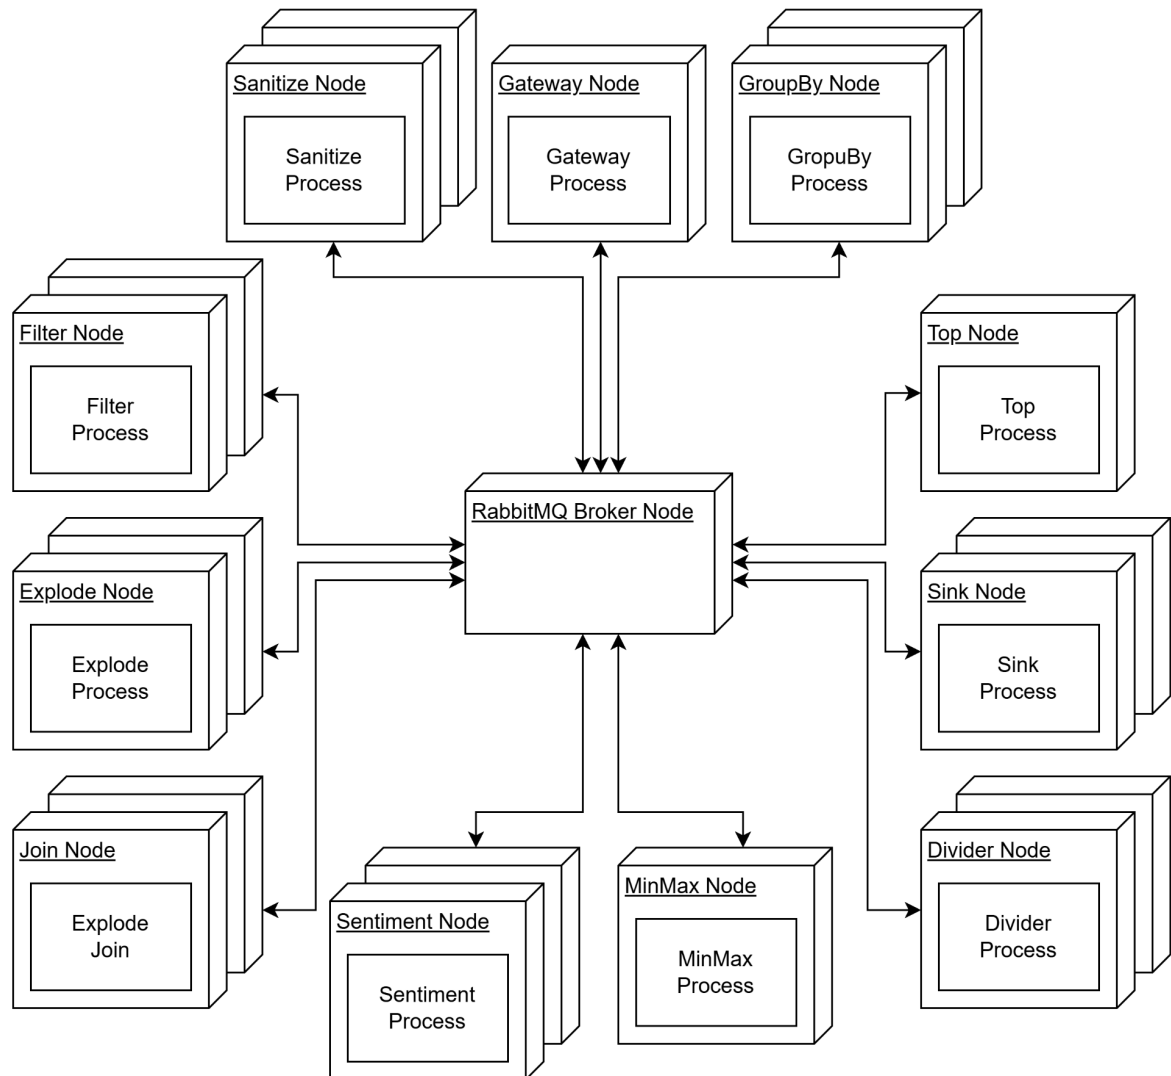 Sanitize Node
Sanitize
Process
Gateway Node
Gateway
Process
GroupBy Node
GropuBy
Process
Filter Node
Filter
Process
Top Node
Top
Process
RabbitMQ Broker Node
Explode Node
Explode
Process
Sink Node
Sink
Process
Join Node
Explode
Join
Sentiment Node
Sentiment
Process
MinMax Node
MinMax
Process
Divider Node
Divider
Process